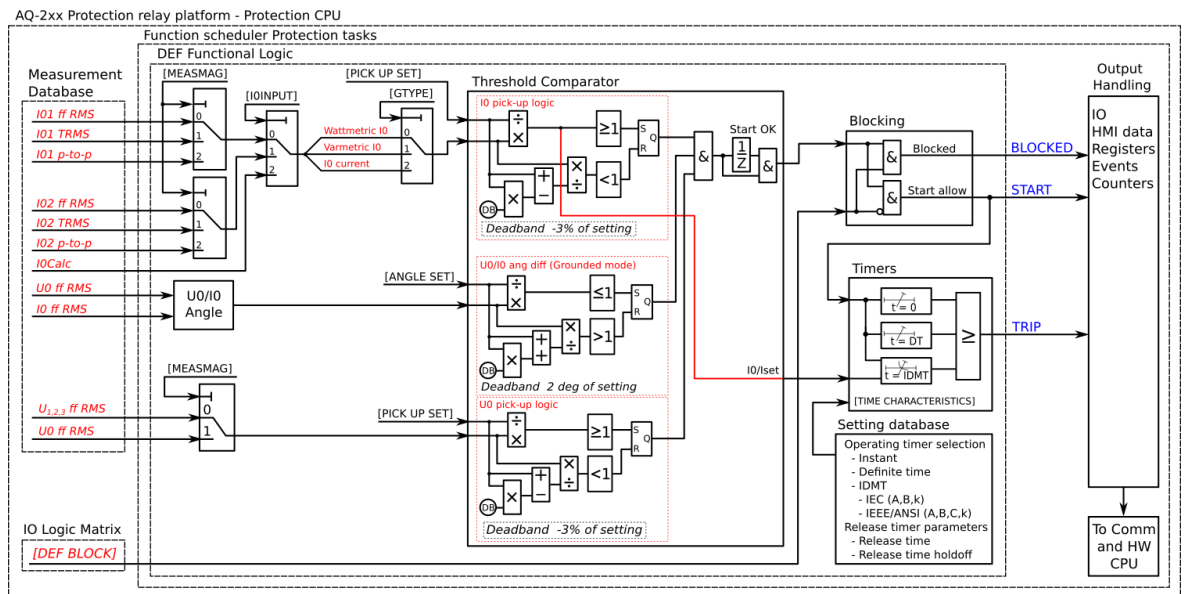 AQ-2xx Protection relay platform - Protection CPU
Function scheduler Protection tasks
DEF Functional Logic
Measurement
Database
I01 ff RMS
I01 TRMS
I01 p-to-p
I02 ff RMS
I02 TRMS
I02 p-to-p
I0Calc
U0 ff RMS
I0 ff RMS
U1,2,3 ff RMS
U0 ff RMS
IO Logic Matrix
[DEF BLOCK]
[MEASMAG]
0
1
2
0
1
2
[I0INPUT]
0
1
2
Wattmetric I0
Varmetric I0
I0 current
[PICK UP SET]
[GTYPE]
0
1
2
U0/I0
Angle
[ANGLE SET]
[MEASMAG]
0
1
[PICK UP SET]
Threshold Comparator
I0 pick-up logic
÷
×
≥1
S
R
Q
×
÷
<1
+
−
×
DB
Deadband -3% of setting
U0/I0 ang diff (Grounded mode)
÷
×
≤1
S
R
Q
×
÷
>1
+
+
×
DB
Deadband 2 deg of setting
U0 pick-up logic
÷
×
≥1
S
R
Q
×
÷
<1
+
−
×
DB
Deadband -3% of setting
&
Start OK
1
Z
&
I0/Iset
Blocking
&
Blocked
&
Start allow
BLOCKED
START
Timers
t = 0
t = DT
t = IDMT
≥
TRIP
[TIME CHARACTERISTICS]
Setting database
Operating timer selection
- Instant
- Definite time
- IDMT
- IEC (A,B,k)
- IEEE/ANSI (A,B,C,k)
Release timer parameters
- Release time
- Release time holdoff
Output
Handling
IO
HMI data
Registers
Events
Counters
To Comm
and HW
CPU